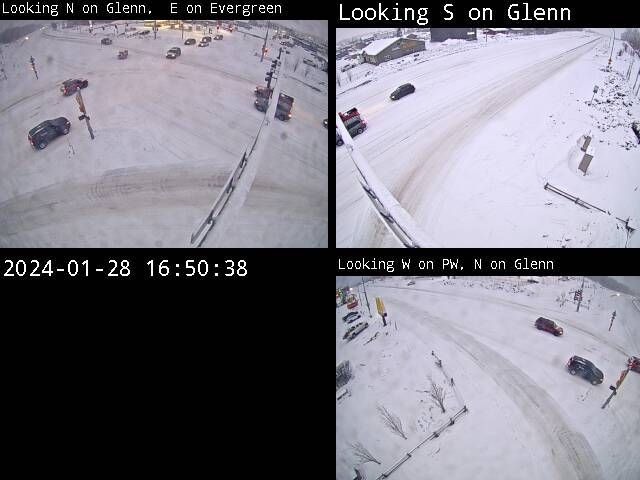 Looking N on Glenn, E on Evergreen
Looking S on Glenn
2024-01-28 16:50:38
Looking W on PW, N on Glenn